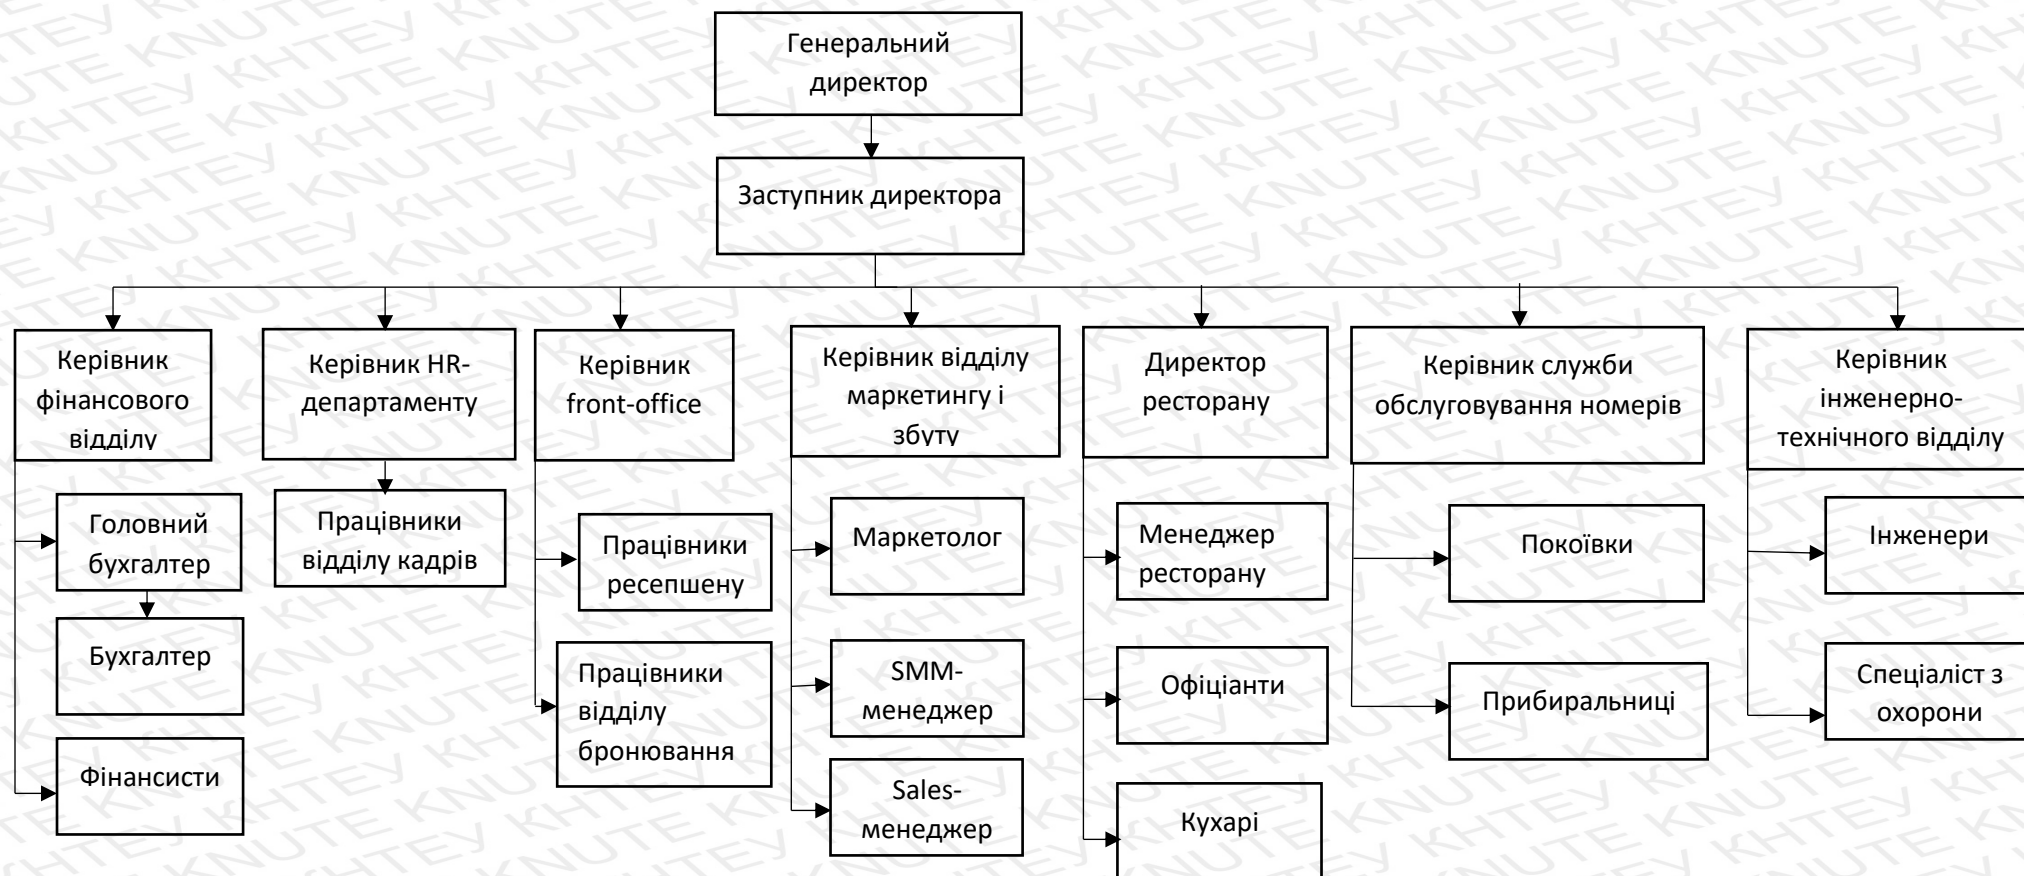 Генеральний
директор
Заступник директора
Керівник
фінансового
відділу
Керівник HR-
департаменту
Керівник
front-office
Керівник відділу
маркетингу і
збуту
Директор
ресторану
Керівник служби
обслуговування номерів
Керівник
інженерно-
технічного відділу
Головний
бухгалтер
Бухгалтер
Фінансисти
Працівники
відділу кадрів
Працівники
ресепшену
Працівники
відділу
бронювання
Маркетолог
SMM-
менеджер
Sales-
менеджер
Менеджер
ресторану
Офіціанти
Кухарі
Покоївки
Прибиральниці
Інженери
Спеціаліст з
охорони